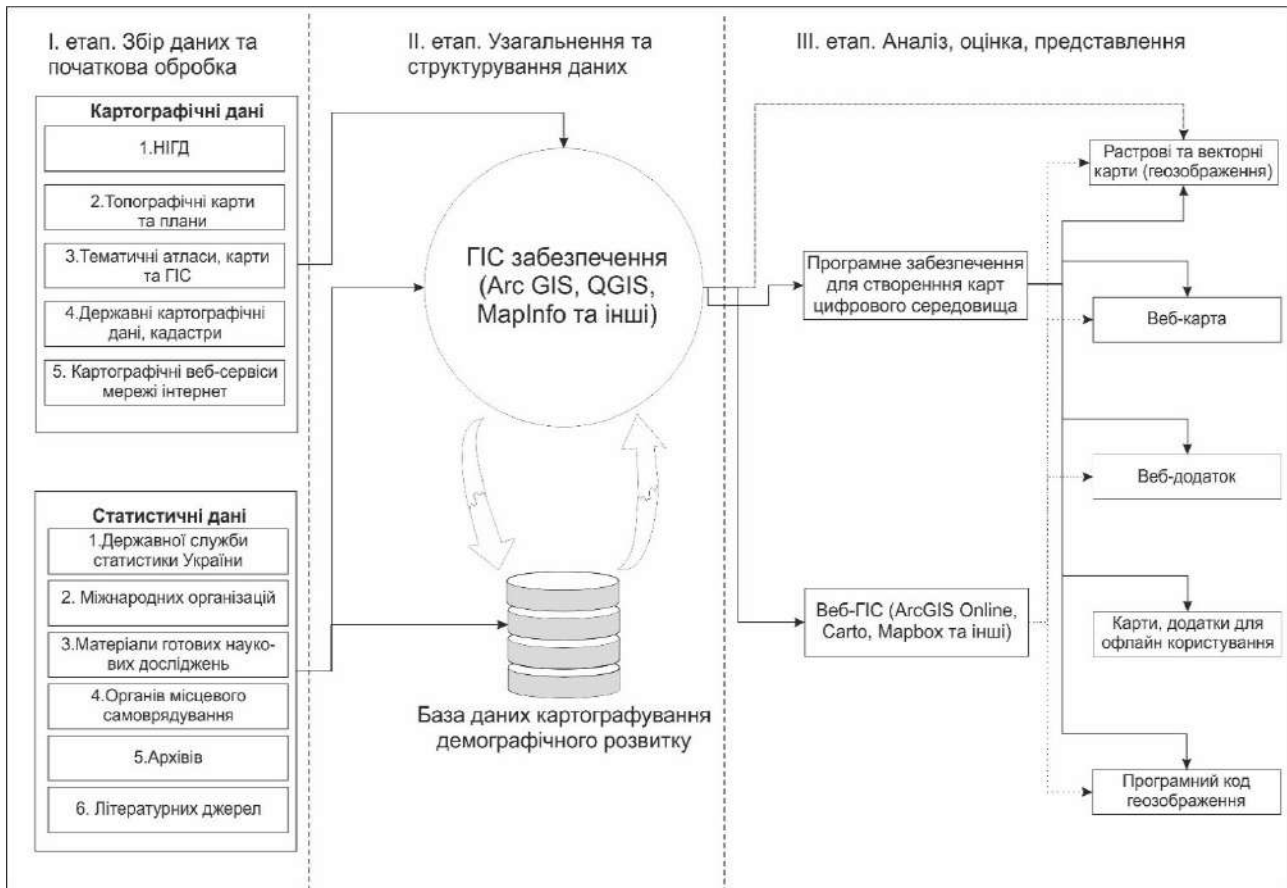 І. етап. Збір даних та
початкова обробка
Картографічні дані
1.НІГД
2.Топографічні карти
та плани
3.Тематичні атласи, карти
та ГІС
4.Державні картографічні
дані, кадастри
5. Картографічні веб-сервіси
мережі інтернет
Статистичні дані
1.Державної служби
статистики України
2. Міжнародних організацій
3.Матеріали готових науко-
вих досліджень
4.Органів місцевого
самоврядування
5.Архівів
6. Літературних джерел
ІІ. етап. Узагальнення та
структурування даних
ГІС забезпечення
(Arc GIS, QGIS,
MapInfo та інші)
База даних картографування
демографічного розвитку
ІІІ. етап. Аналіз, оцінка, представлення
Програмне забезпечення
для створенння карт
цифрового середовища
Веб-ГІС (ArcGIS Online,
Carto, Mapbox та інші)
Растрові та векторні
карти (геозображення)
Веб-карта
Веб-додаток
Карти, додатки для
офлайн користування
Програмний код
геозображення